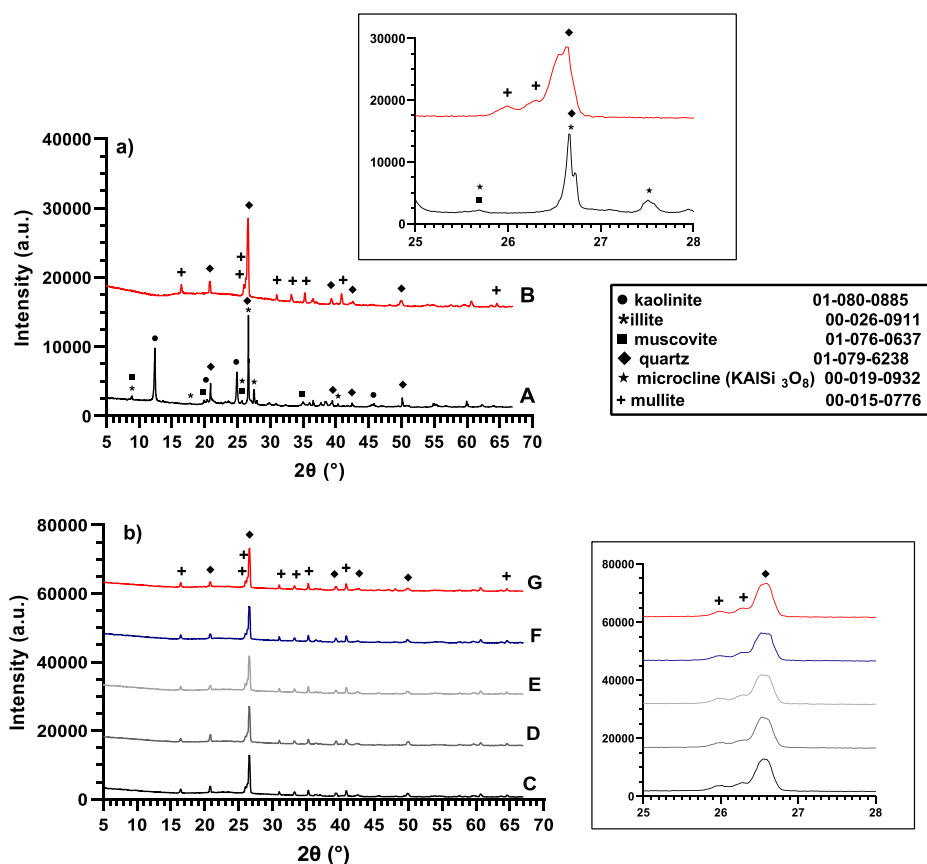 30000
20000
10000
0
25
26
27
28
a)
40000
30000
20000
10000
0
Intensity (a.u.)
B
A
5
10
15
20
25
30
35
40
45
50
55
60
65
70
2θ (°)
kaolinite 01-080-0885
illite 00-026-0911
muscovite 01-076-0637
quartz 01-079-6238
microcline (KAlSi 3O8) 00-019-0932
mullite 00-015-0776
b)
80000
60000
40000
20000
0
Intensity (a.u.)
G
F
E
D
C
5
10
15
20
25
30
35
40
45
50
55
60
65
70
2θ (°)
80000
60000
40000
20000
0
25
26
27
28